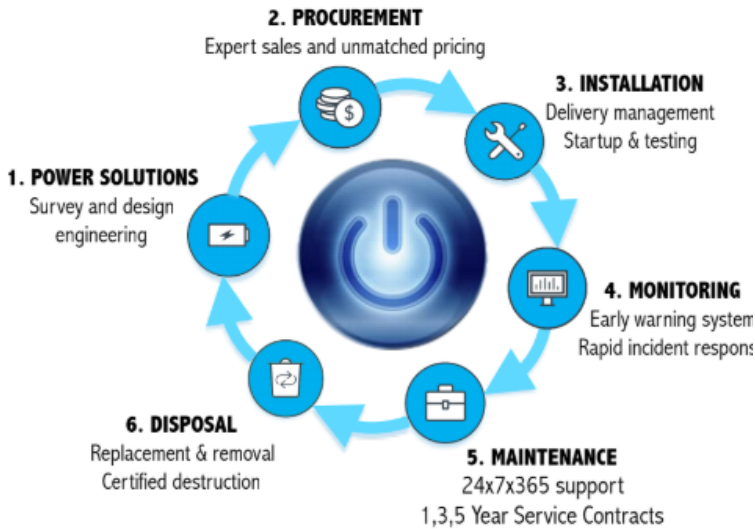 2. PROCUREMENT
Expert sales and unmatched pricing
3. INSTALLATION
Delivery management
Startup & testing
1. POWER SOLUTIONS
Survey and design
engineering
$
4. MONITORING
Early warning system
Rapid incident respons
6. DISPOSAL
Replacement & removal
Certified destruction
5. MAINTENANCE
24x7x365 support
1,3,5 Year Service Contracts